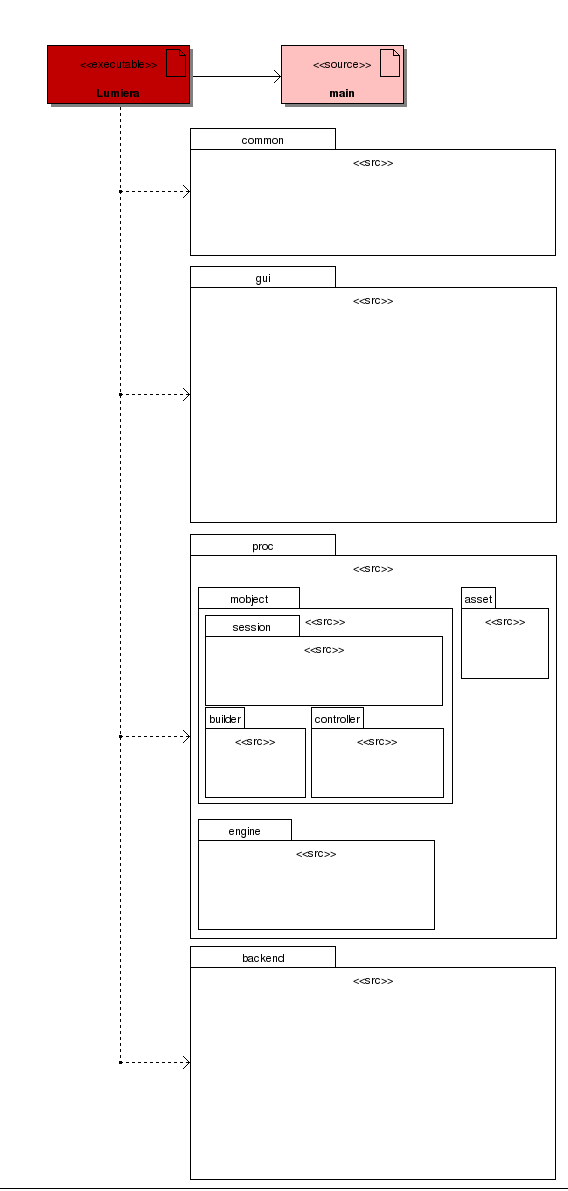 <<executable>>
Lumiera
<<source>>
main
common
<<src>>
gui
<<src>>
proc
<<src>>
mobject
<<src>>
session
<<src>>
builder
<<src>>
controller
<<src>>
asset
<<src>>
engine
<<src>>
backend
<<src>>